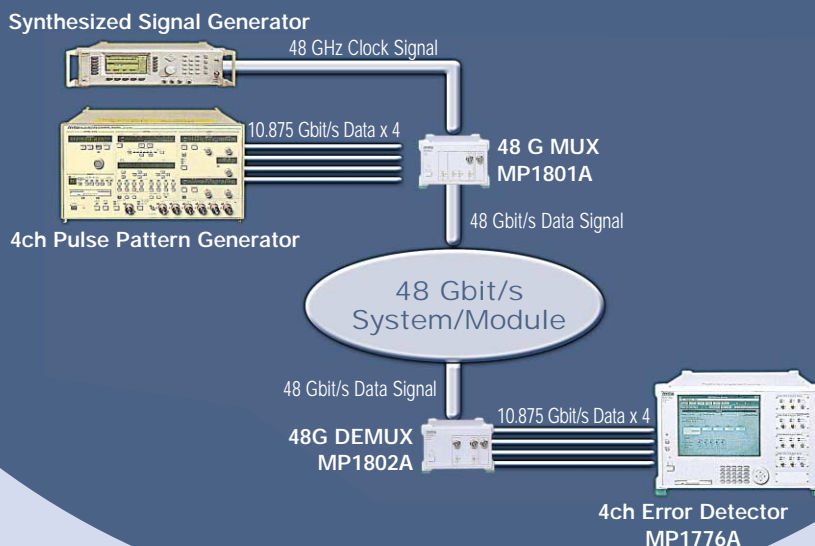 Synthesized Signal Generator
48 GHz Clock Signal
10.875 Gbit/s Data x 4
48 G MUX
MP1801A
4ch Pulse Pattern Generator
48 Gbit/s Data Signal
48 Gbit/s
System/Module
48 Gbit/s Data Signal
10.875 Gbit/s Data x 4
48G DEMUX
MP1802A
4ch Error Detector
MP1776A